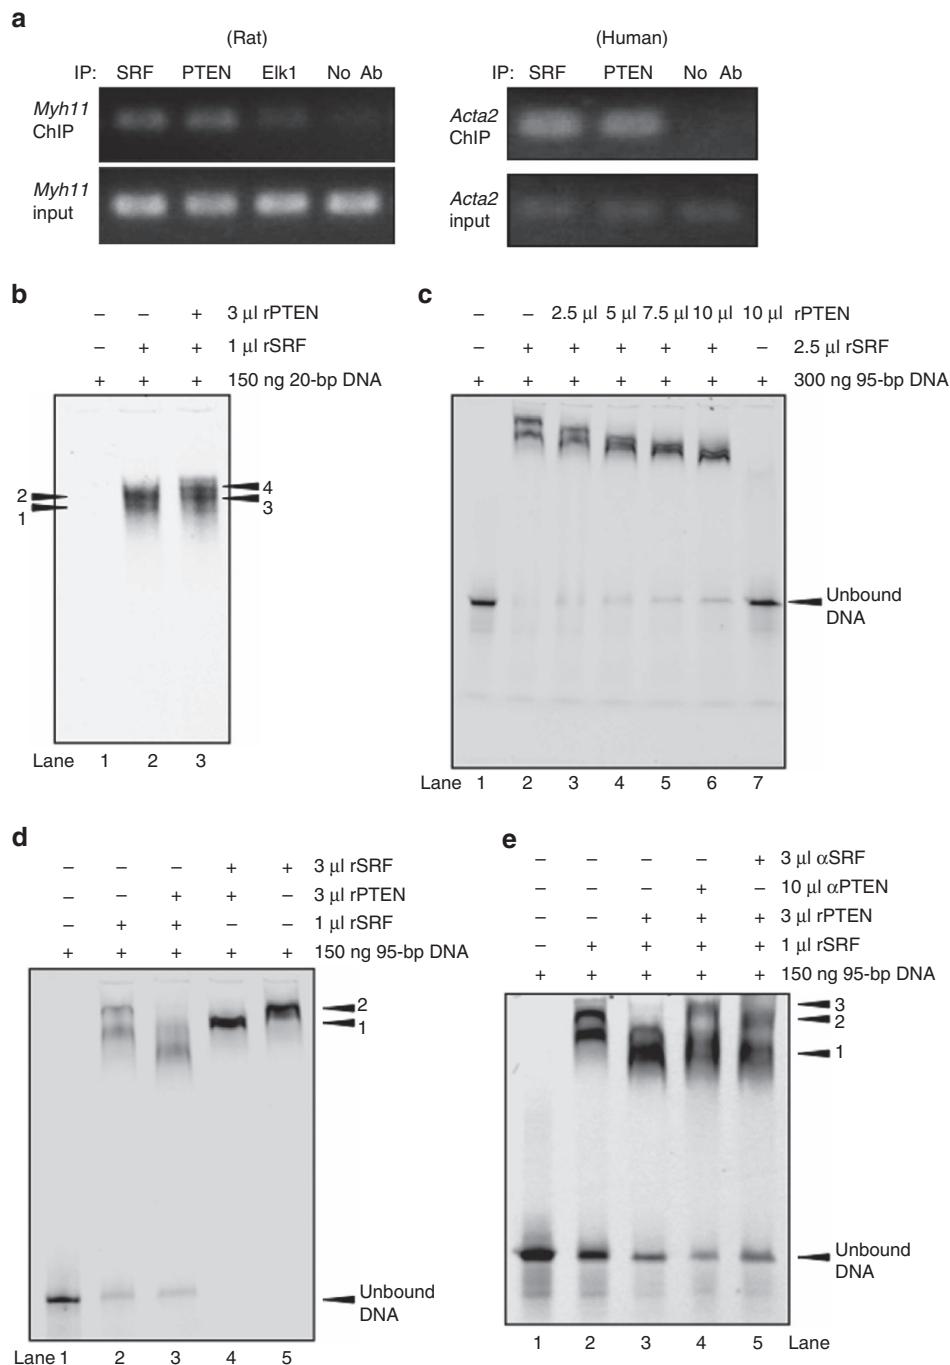 a
(Rat)
(Human)
IP: SRF PTEN Elk1 No Ab
IP: SRF PTEN No Ab
Myh11
ChIP
Acta2
ChIP
Myh11
input
Acta2
input
b
– – + 3 µl rPTEN
– + + 1 µl rSRF
+ + + 150 ng 20-bp DNA
2
1
4
3
Lane 1 2 3
c
– – 2.5 µl 5 µl 7.5 µl 10 µl 10 µl rPTEN
– + + + + + – 2.5 µl rSRF
+ + + + + + + 300 ng 95-bp DNA
Unbound
DNA
Lane 1 2 3 4 5 6 7
d
– – – + + 3 µl rSRF
– – + + – 3 µl rPTEN
– + + – – 1 µl rSRF
+ + + + + 150 ng 95-bp DNA
2
1
Unbound
DNA
Lane 1 2 3 4 5
e
– – – – + 3 µl αSRF
– – – + – 10 µl αPTEN
– – + + + 3 µl rPTEN
– + + + + 1 µl rSRF
+ + + + + 150 ng 95-bp DNA
3
2
1
Unbound
DNA
1 2 3 4 5 Lane